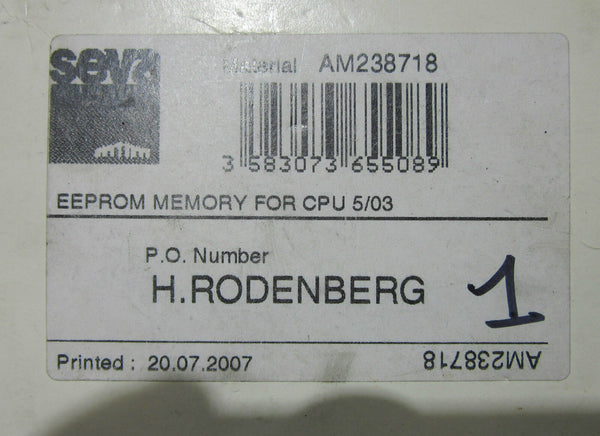 seva
Material AM238718
3 583073 655089
EEPROM MEMORY FOR CPU 5/03
P.O. Number
H.RODENBERG
1
Printed : 20.07.2007
AM238718